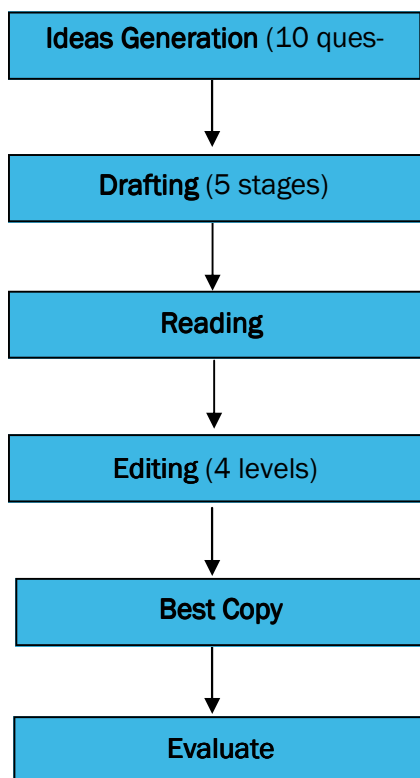 Ideas Generation (10 ques-
Drafting (5 stages)
Reading
Editing (4 levels)
Best Copy
Evaluate